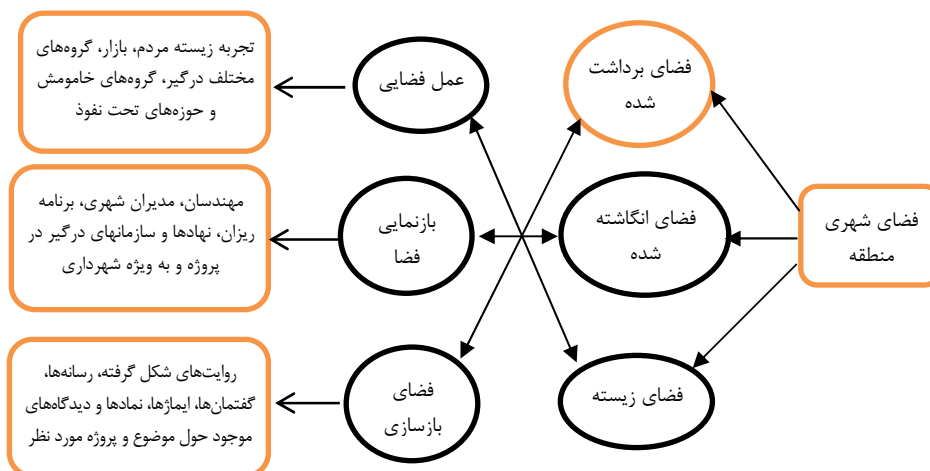 فضای شهری
منطقه
فضای برداشت
شده
فضای انگاشته
شده
فضای زیسته
عمل فضایی
بازنمایی
فضا
فضای
بازسازی
تجربه زیسته مردم، بازار، گروه‌های
مختلف درگیر، گروه‌های خامومش
و حوزه‌های تحت نفوذ
مهندسان، مدیران شهری، برنامه
ریزان، نهادها و سازمانهای درگیر در
پروژه و به ویژه شهرداری
روایت‌های شکل گرفته، رسانه‌ها،
گفتمان‌ها، ایماژها، نمادها و دیدگاه‌های
موجود حول موضوع و پروژه مورد نظر